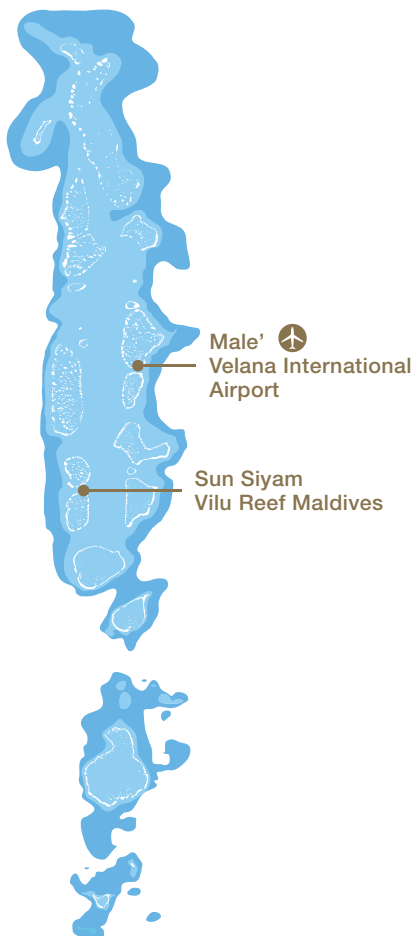 Male’
Velana International
Airport
Sun Siyam
Vilu Reef Maldives